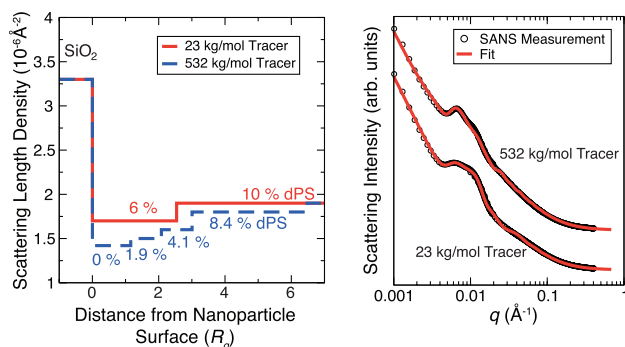 Scattering Length Density (10⁻⁶Å⁻²)
4
3.5
3
2.5
2
1.5
1
SiO₂
23 kg/mol Tracer
532 kg/mol Tracer
10 % dPS
6 %
8.4 % dPS
4.1 %
1.9 %
0 %
0 2 4 6
Distance from Nanoparticle
Surface (R_g)
Scattering Intensity (arb. units)
SANS Measurement
Fit
532 kg/mol Tracer
23 kg/mol Tracer
0.001 0.01 0.1 1
q (Å⁻¹)